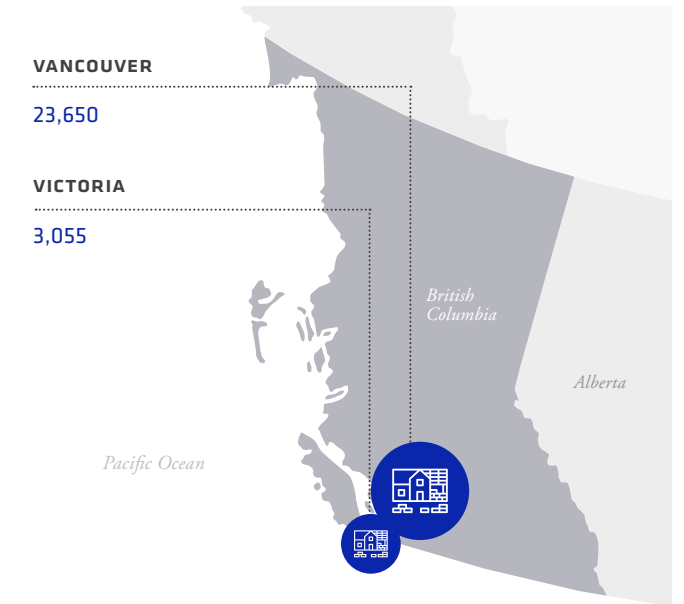 VANCOUVER
23,650
VICTORIA
3,055
British
Columbia
Alberta
Pacific Ocean